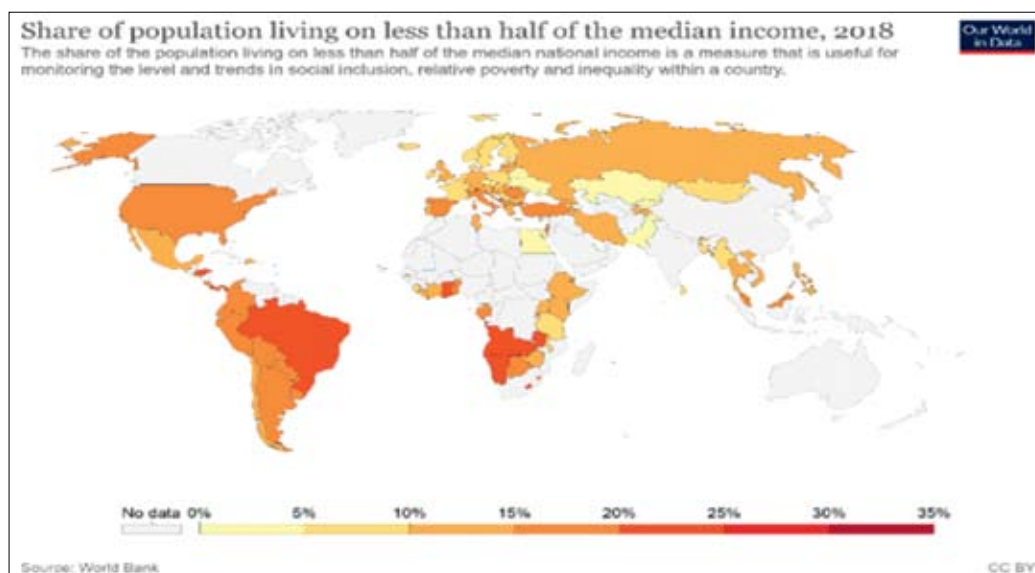 Share of population living on less than half of the median income, 2018
Our World
in Data
The share of the population living on less than half of the median national income is a measure that is useful for
monitoring the level and trends in social inclusion, relative poverty and inequality within a country.
No data 0% 5% 10% 15% 20% 25% 30% 35%
Source: World Bank CC BY